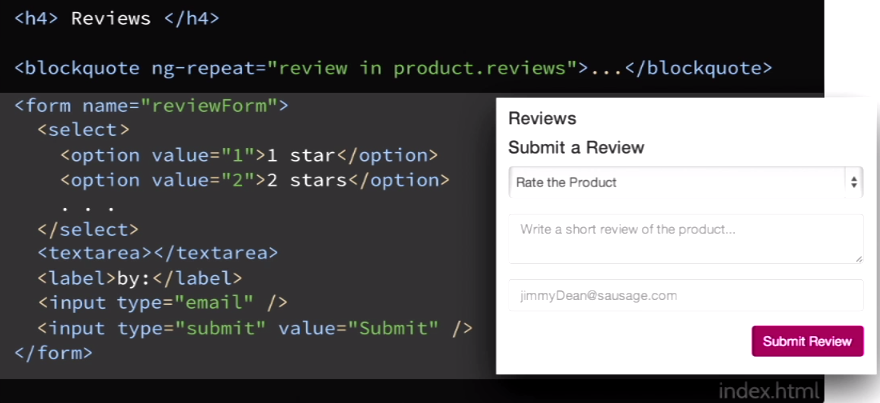 <h4> Reviews </h4>
<blockquote ng-repeat="review in product.reviews">...</blockquote>
<form name="reviewForm">
<select>
<option value="1">1 star</option>
<option value="2">2 stars</option>
. . .
</select>
<textarea></textarea>
<label>by:</label>
<input type="email" />
<input type="submit" value="Submit" />
</form>
Reviews
Submit a Review
Rate the Product
Write a short review of the product...
jimmyDean@sausage.com
Submit Review
index.html